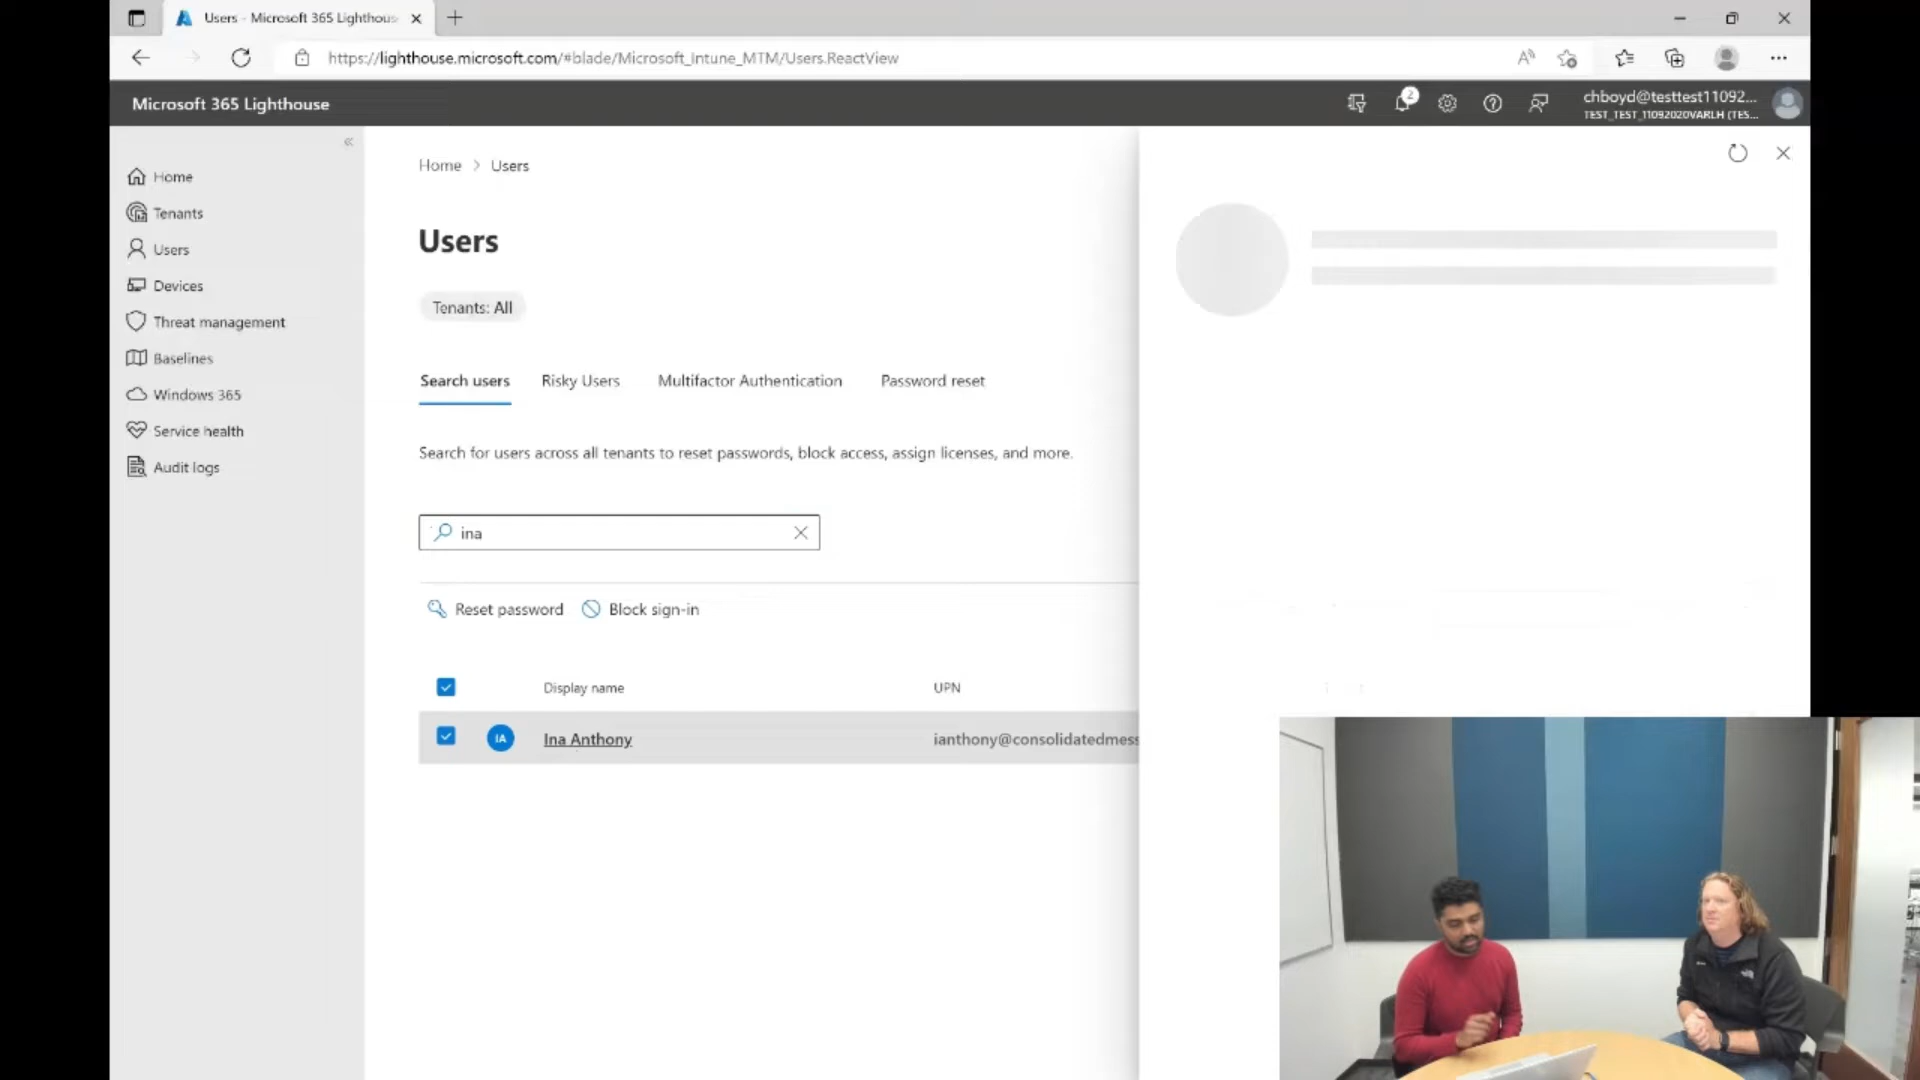 Users - Microsoft 365 Lighthous
https://lighthouse.microsoft.com/#blade/Microsoft_Intune_MTM/Users.ReactView
Microsoft 365 Lighthouse
2
chboyd@testtest11092...
TEST_TEST_11092020VARLH (TES...
Home
Tenants
Users
Devices
Threat management
Baselines
Windows 365
Service health
Audit logs
Home > Users
Users
Tenants: All
Search users Risky Users Multifactor Authentication Password reset
Search for users across all tenants to reset passwords, block access, assign licenses, and more.
ina
Reset password Block sign-in
Display name UPN
IA Ina Anthony ianthony@consolidatedmess